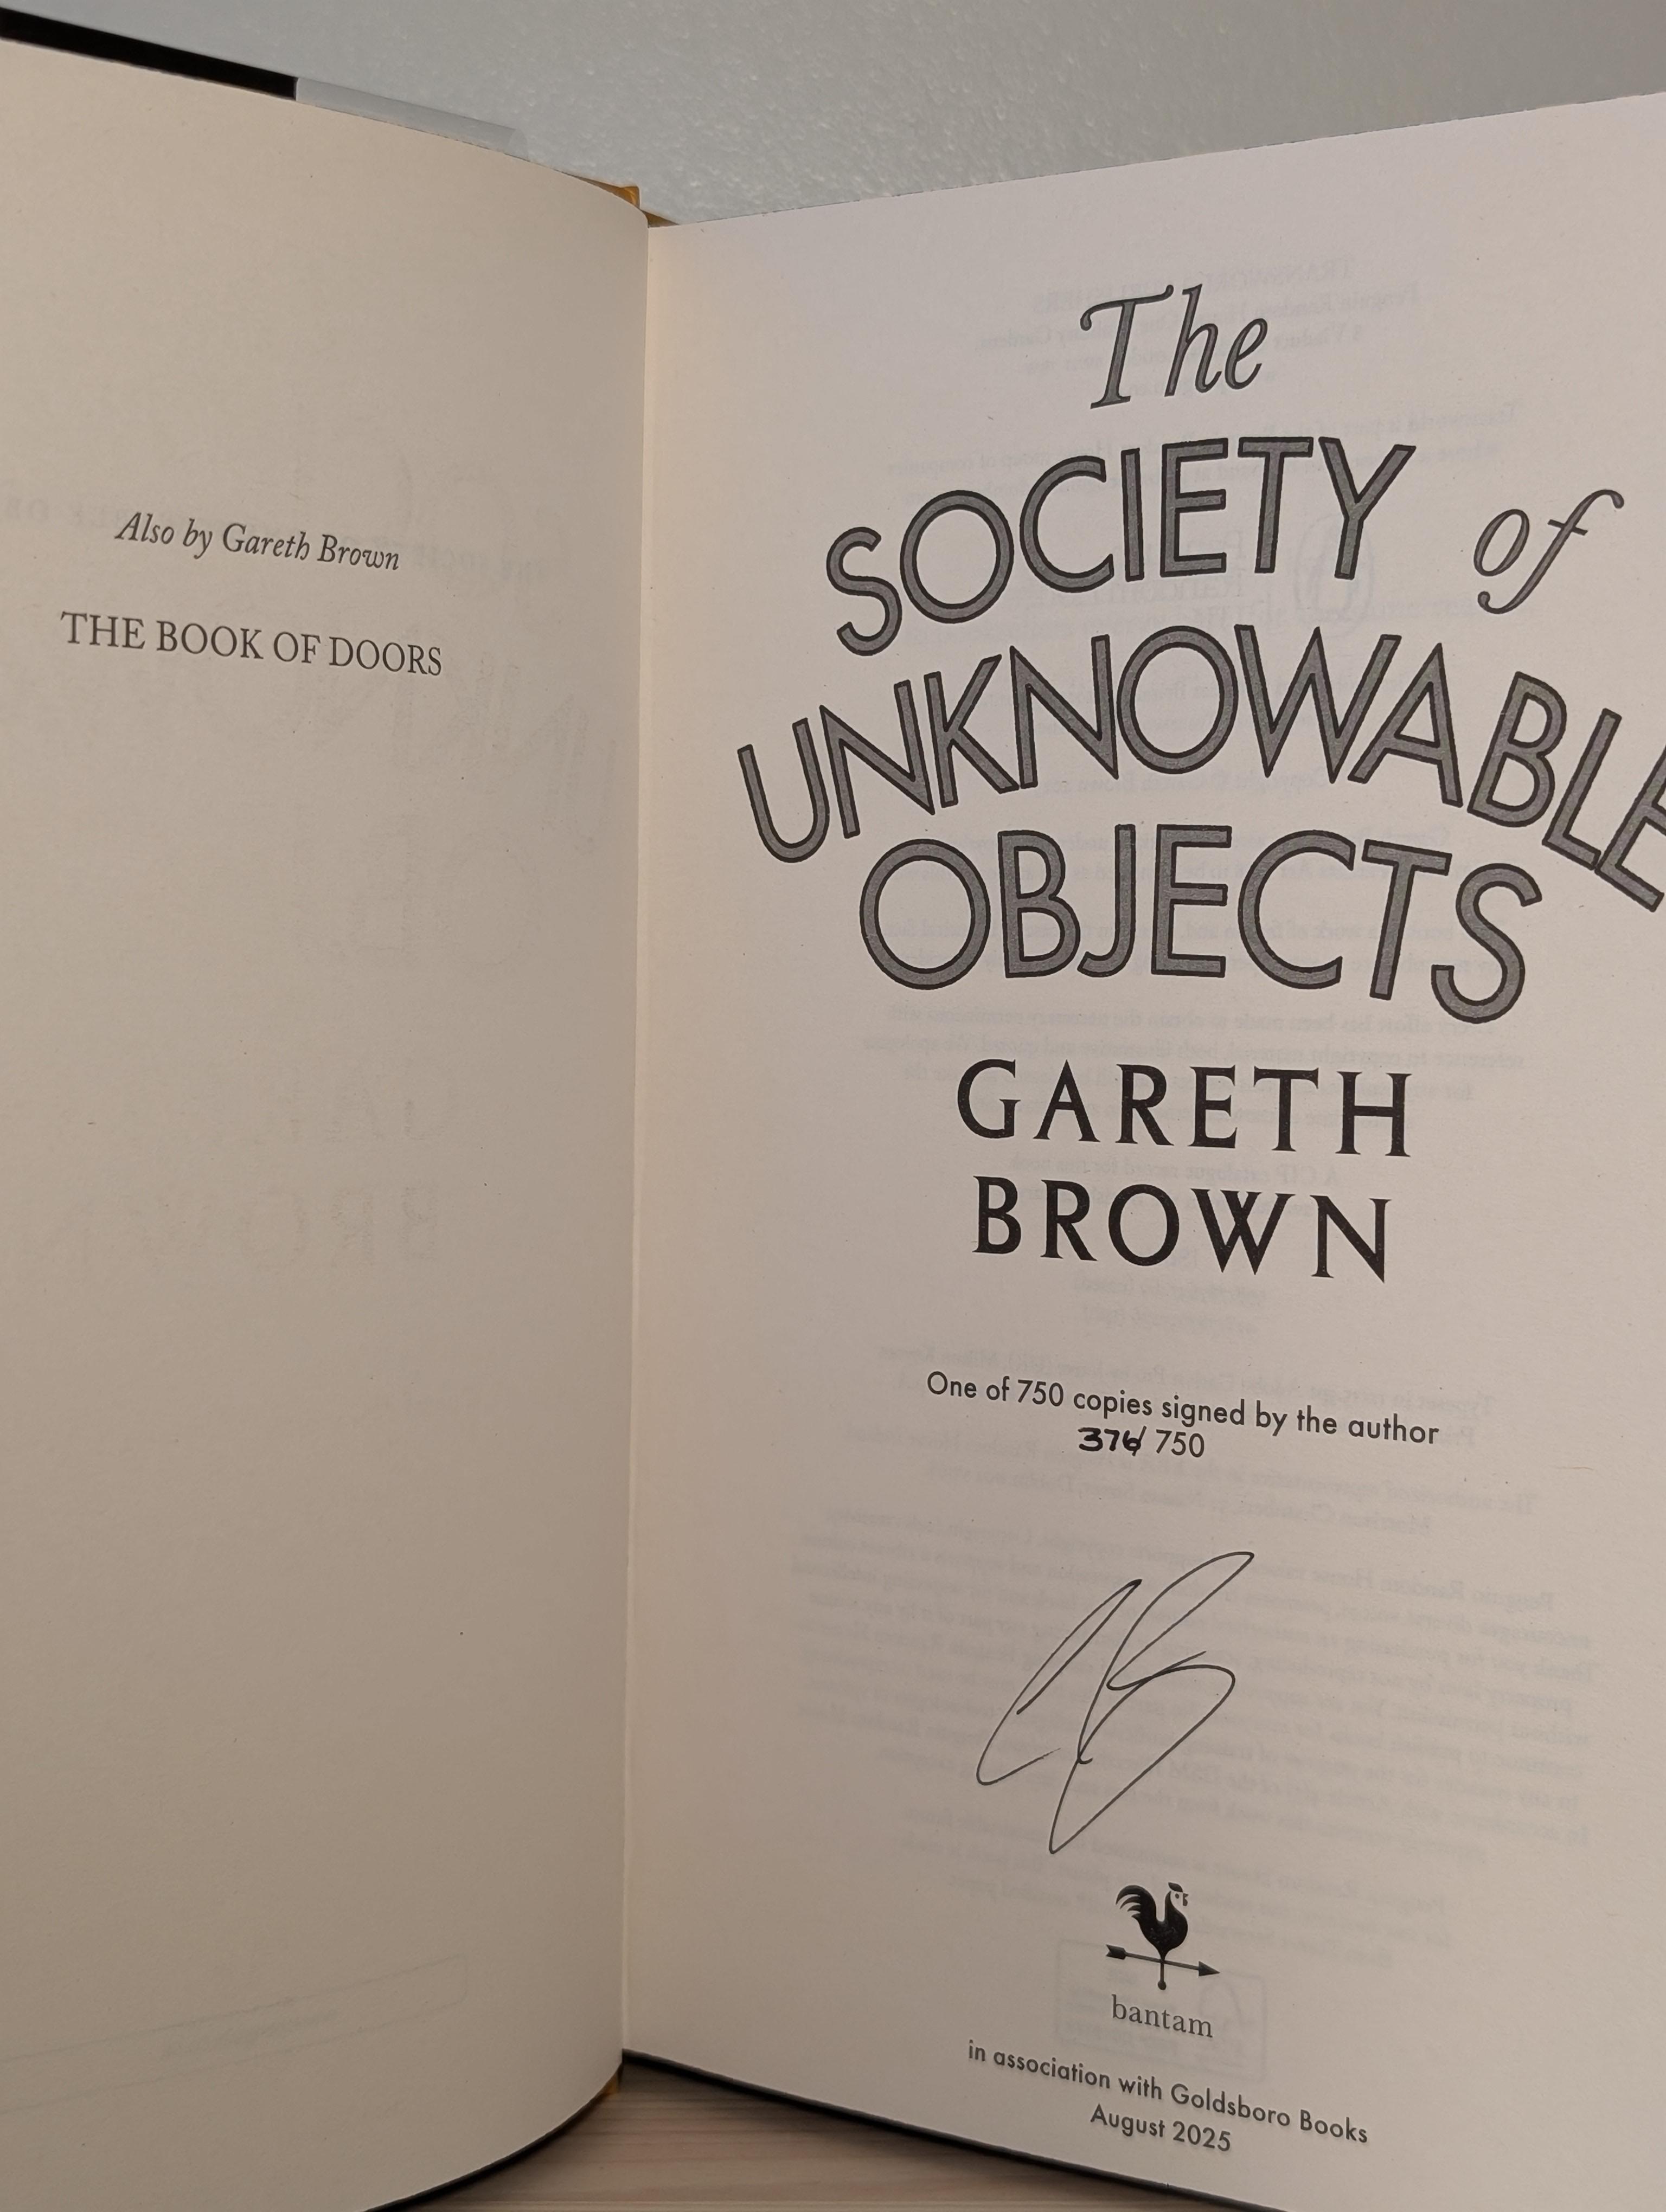 Also by Gareth Brown
THE BOOK OF DOORS
The
SOCIETY of
UNKNOWABLE
OBJECTS
GARETH
BROWN
One of 750 copies signed by the author
376/750
bantam
in association with Goldsboro Books
August 2025